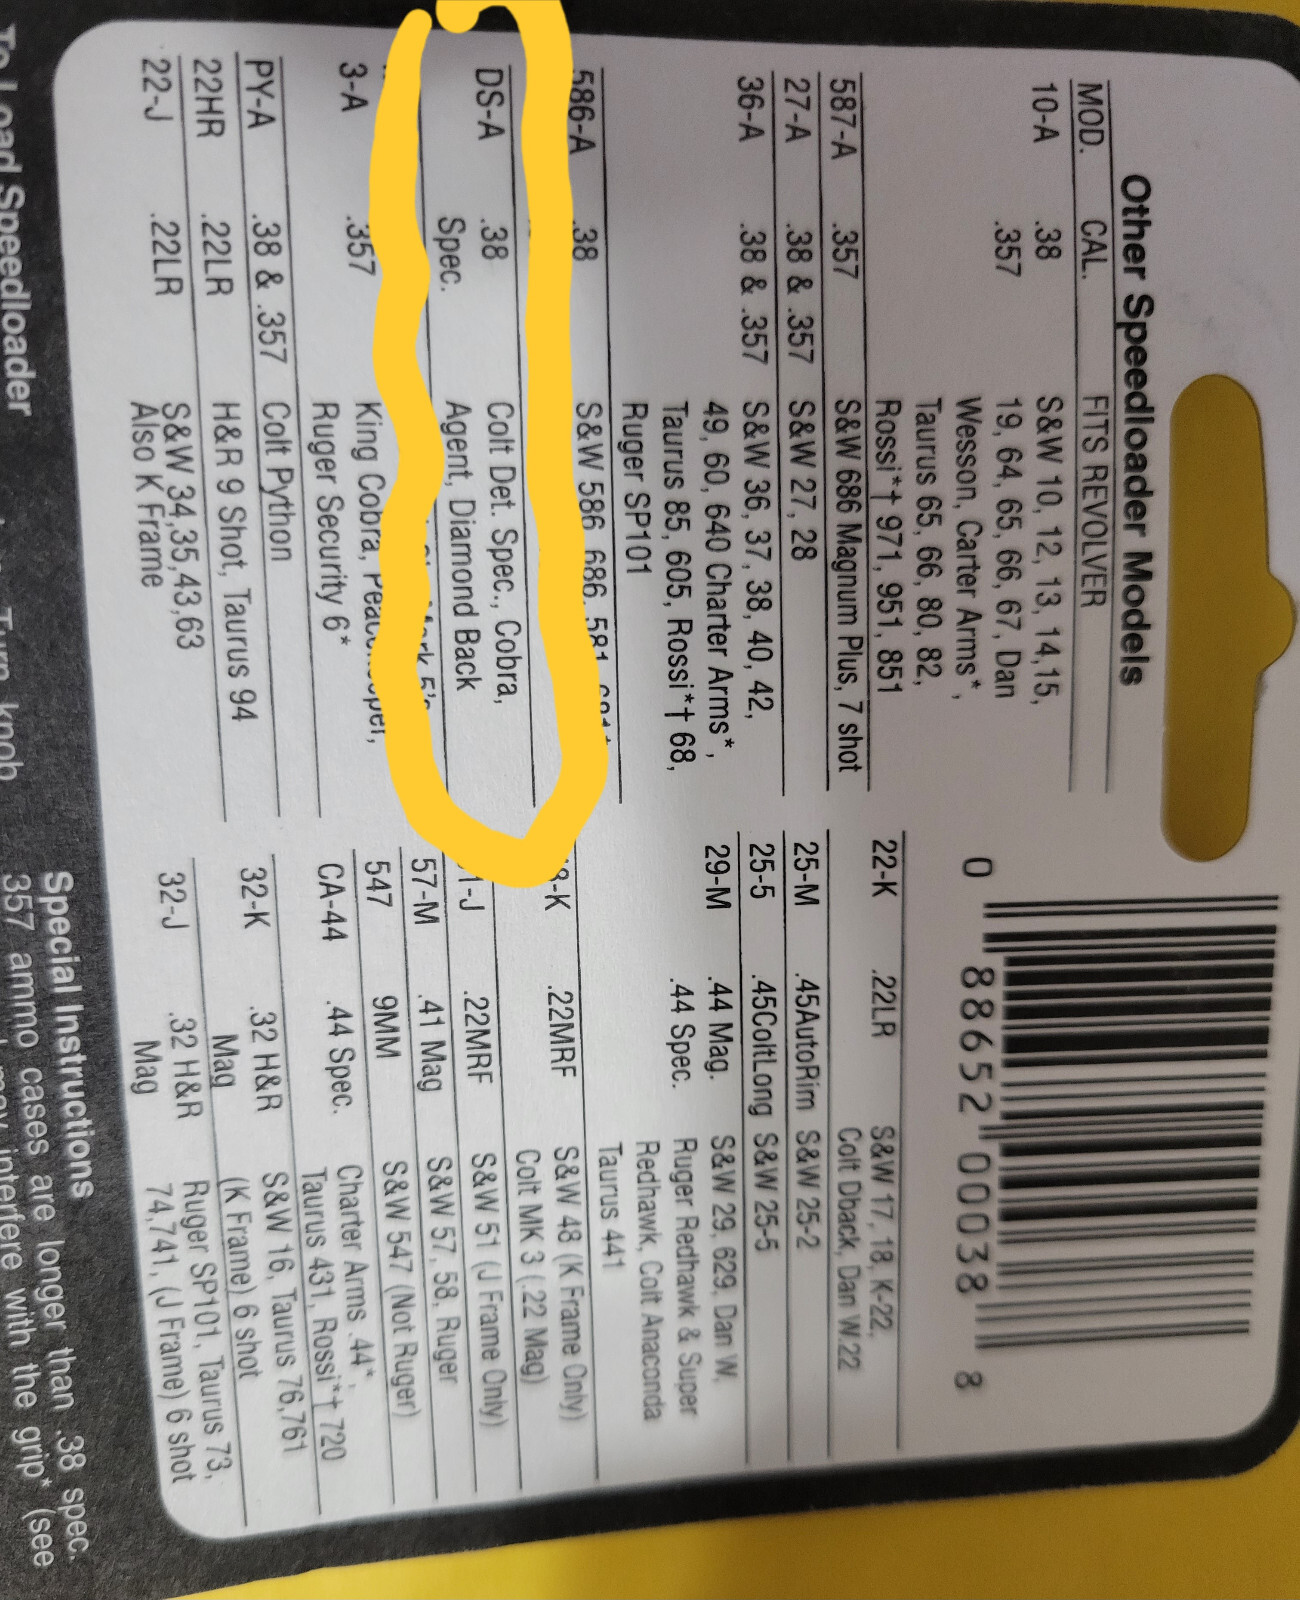 Other Speedloader Models
MOD. CAL. FITS REVOLVER
10-A .38 S&W 10, 12, 13, 14,15,
.357 19, 64, 65, 66, 67, Dan
Wesson, Carter Arms*,
Taurus 65, 66, 80, 82,
Rossi*† 971, 951, 851
587-A .357 S&W 686 Magnum Plus, 7 shot
27-A .38 & .357 S&W 27, 28
36-A .38 & .357 S&W 36, 37, 38, 40, 42,
49, 60, 640 Charter Arms*,
Taurus 85, 605, Rossi*† 68,
Ruger SP101
586-A .38 S&W 586, 686, 581
DS-A .38 Colt Det. Spec., Cobra,
Spec. Agent, Diamond Back
3-A .357 King Cobra,
Ruger Security 6*
PY-A .38 & .357 Colt Python
22HR .22LR H&R 9 Shot, Taurus 94
22-J .22LR S&W 34,35,43,63
Also K Frame
0 88652 00038 8
22-K .22LR S&W 17, 18, K-22,
Colt Dback, Dan W.22
25-M .45AutoRim S&W 25-2
25-5 .45ColtLong S&W 25-5
29-M .44 Mag. S&W 29, 629, Dan W,
.44 Spec. Ruger Redhawk & Super
Redhawk, Colt Anaconda
Taurus 441
.22MRF S&W 48 (K Frame Only)
Colt MK 3 (.22 Mag)
.22MRF S&W 51 (J Frame Only)
57-M .41 Mag S&W 57, 58, Ruger
547 9MM S&W 547 (Not Ruger)
CA-44 .44 Spec. Charter Arms .44*,
Taurus 431, Rossi*† 720
32-K .32 H&R S&W 16, Taurus 76,761
Mag (K Frame) 6 shot
32-J .32 H&R Ruger SP101, Taurus 73,
Mag 74,741, (J Frame) 6 shot
To Load Speedloader
Turn knob
Special Instructions
357 ammo cases are longer than .38 spec.
may interfere with the grip* (see